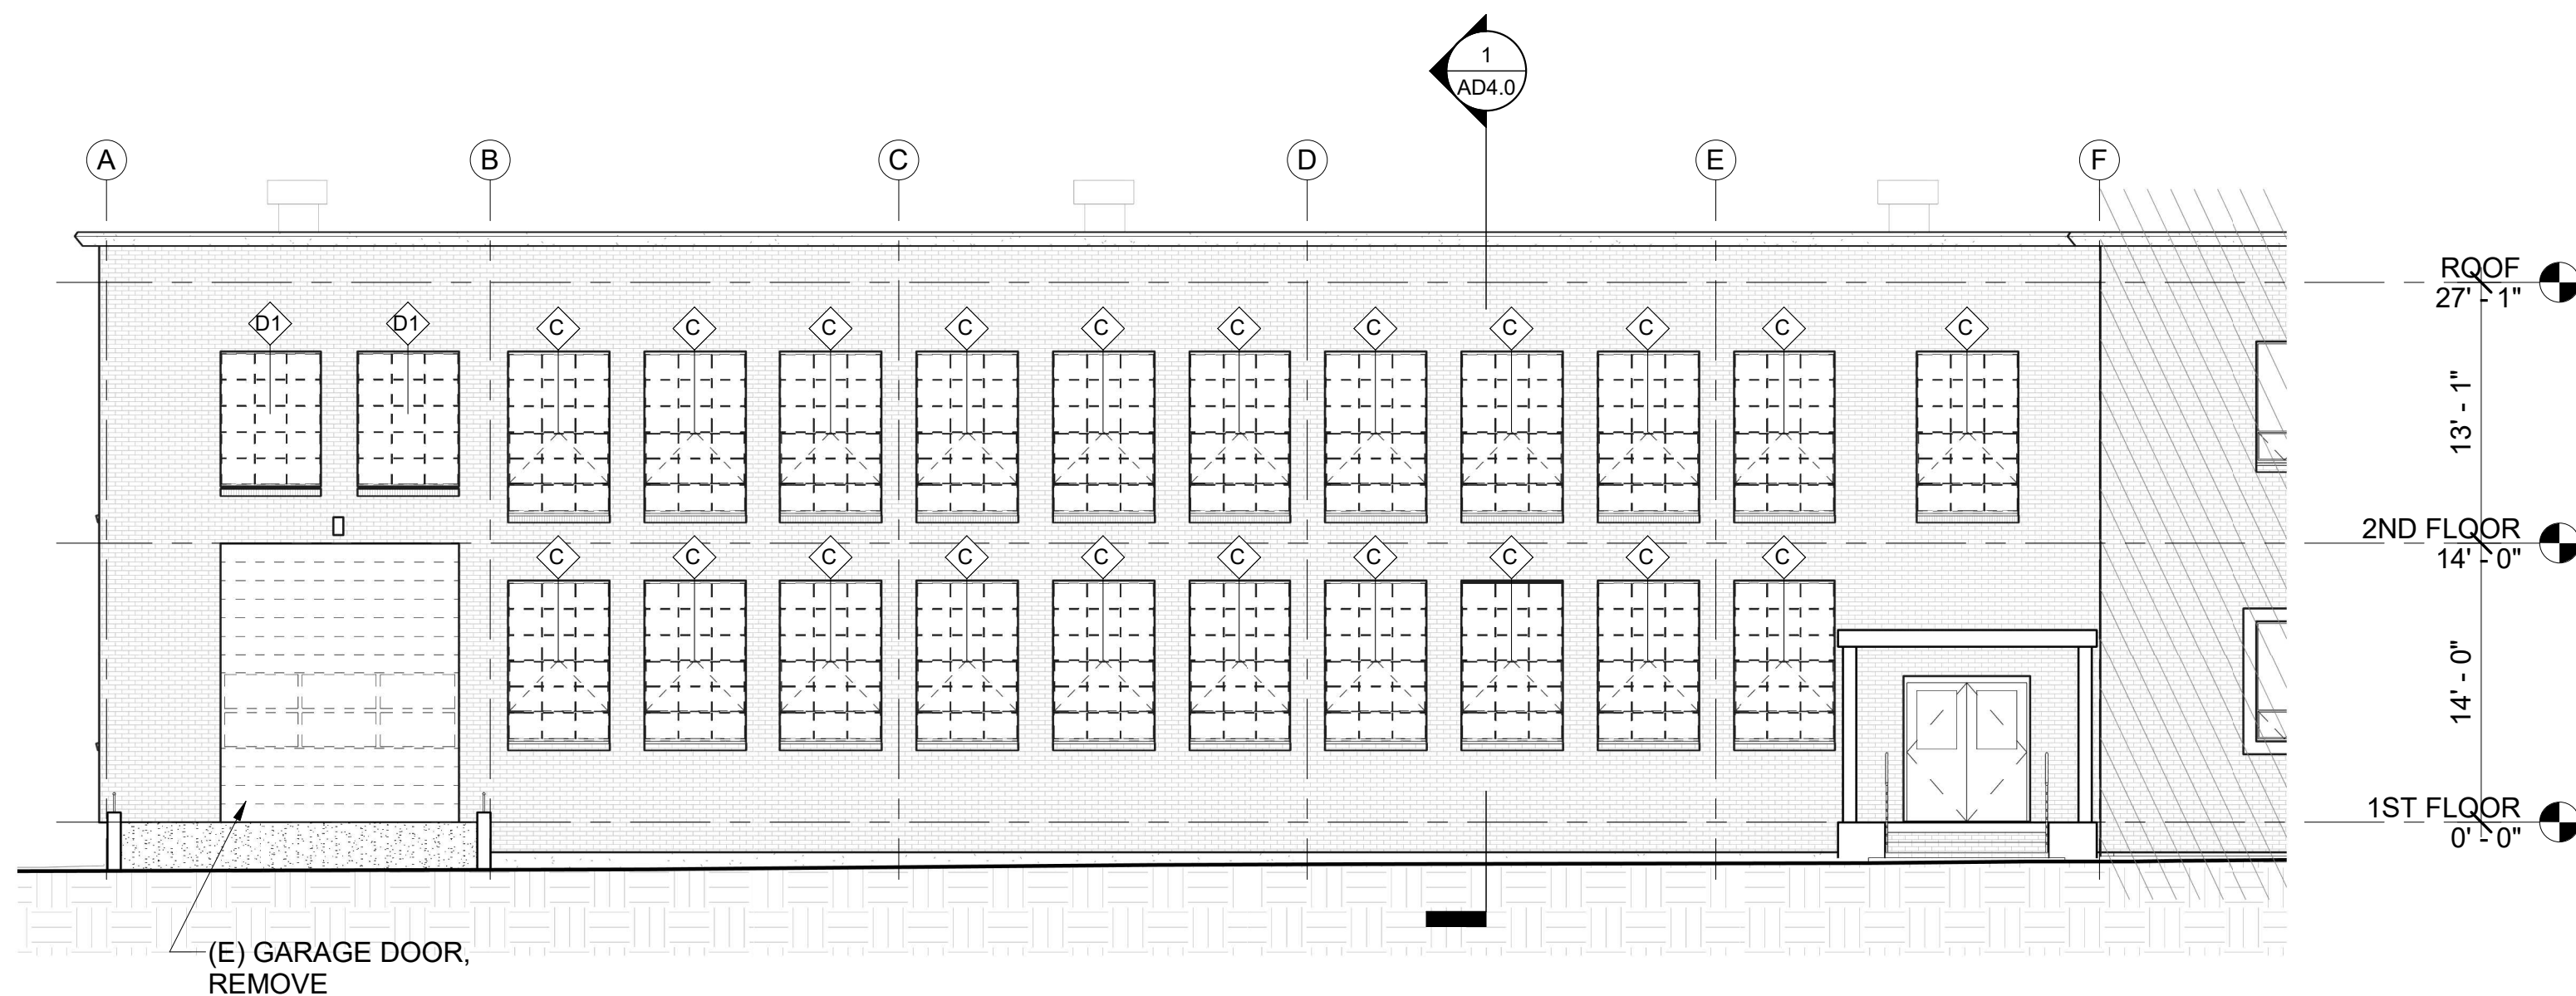 1
AD4.0
A
B
C
D
E
F
ROOF
27' - 1"
D1
D1
C
C
C
C
C
C
C
C
C
C
C
13' - 1"
2ND FLOOR
14' - 0"
C
C
C
C
C
C
C
C
C
C
14' - 0"
1ST FLOOR
0' - 0"
(E) GARAGE DOOR,
REMOVE